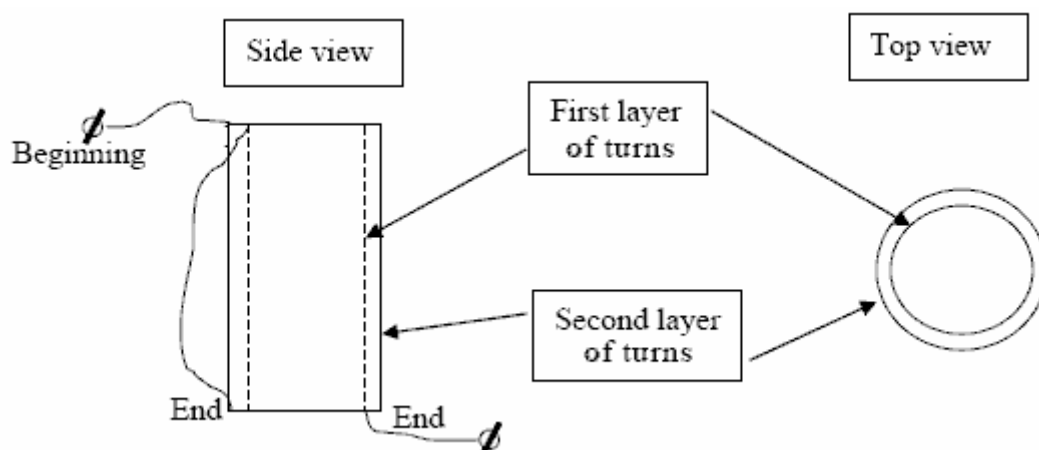 Side view
Top view
Beginning
First layer
of turns
Second layer
of turns
End
End